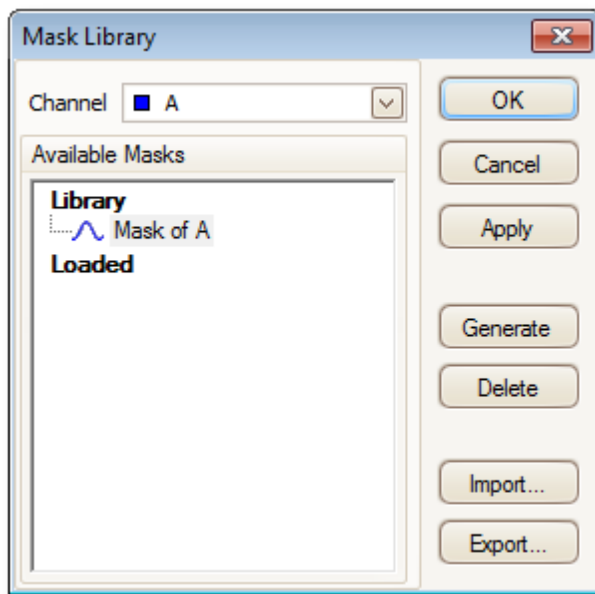 Mask Library
Channel A
OK
Available Masks
Cancel
Library
Mask of A
Apply
Loaded
Generate
Delete
Import...
Export...